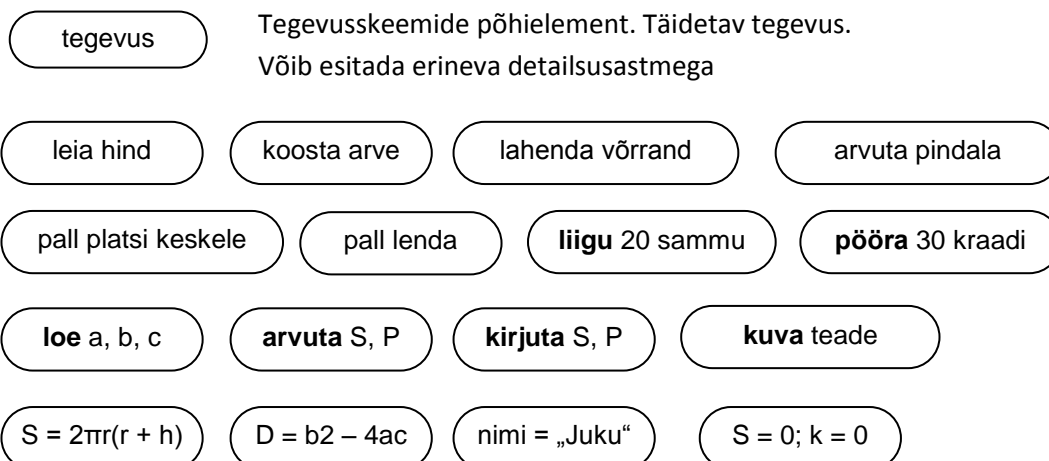 tegevus
Tegevusskeemide põhielement. Täidetav tegevus.
Võib esitada erineva detailsusastmega
leia hind
koosta arve
lahenda võrrand
arvuta pindala
pall platsi keskele
pall lenda
liigu 20 sammu
pööra 30 kraadi
loe a, b, c
arvuta S, P
kirjuta S, P
kuva teade
S = 2πr(r + h)
D = b2 – 4ac
nimi = „Juku“
S = 0; k = 0